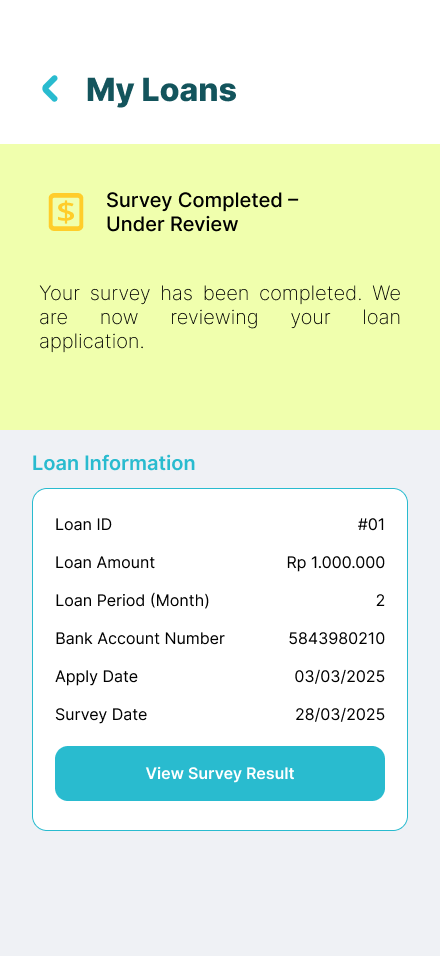 My Loans
Survey Completed –
Under Review
Your survey has been completed. We
are now reviewing your loan
application.
Loan Information
Loan ID #01
Loan Amount Rp 1.000.000
Loan Period (Month) 2
Bank Account Number 5843980210
Apply Date 03/03/2025
Survey Date 28/03/2025
View Survey Result